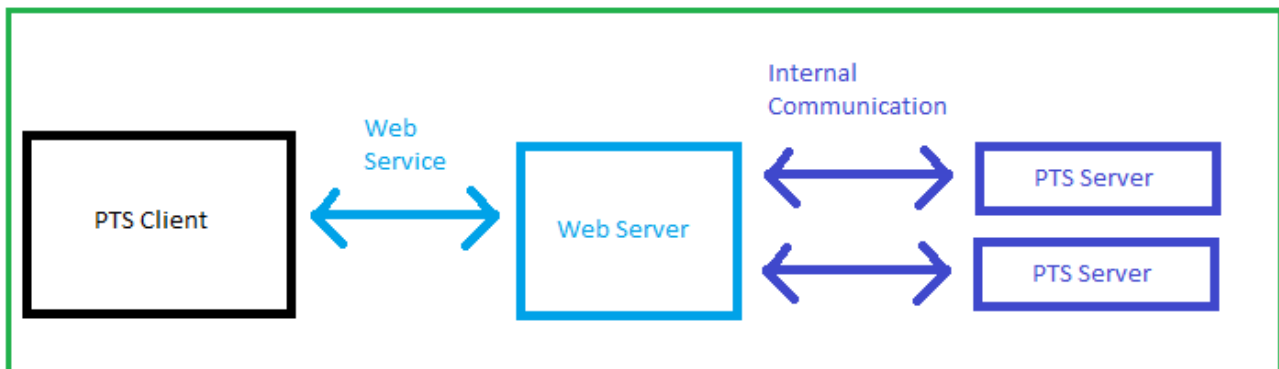 Internal
Communication
Web
Service
PTS Client
Web Server
PTS Server
PTS Server